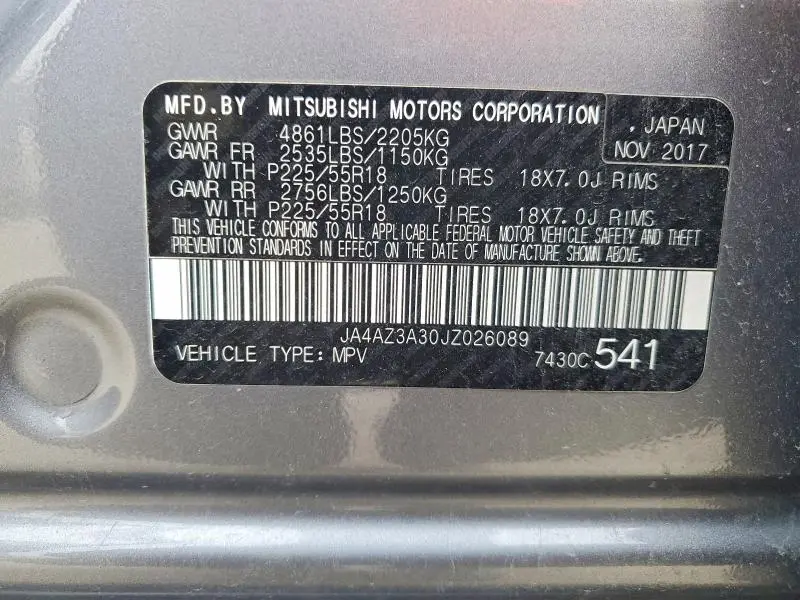 MFD.BY MITSUBISHI MOTORS CORPORATION
GVWR 4861LBS/2205KG
. JAPAN
GAWR FR 2535LBS/1150KG
NOV 2017
WITH P225/55R18 TIRES 18X7.0J RIMS
GAWR RR 2756LBS/1250KG
WITH P225/55R18 TIRES 18X7.0J RIMS
THIS VEHICLE CONFORMS TO ALL APPLICABLE FEDERAL MOTOR VEHICLE SAFETY AND THEFT
PREVENTION STANDARDS IN EFFECT ON THE DATE OF MANUFACTURE SHOWN ABOVE.
JA4AZ3A30JZ026089
VEHICLE TYPE: MPV 7430C 541